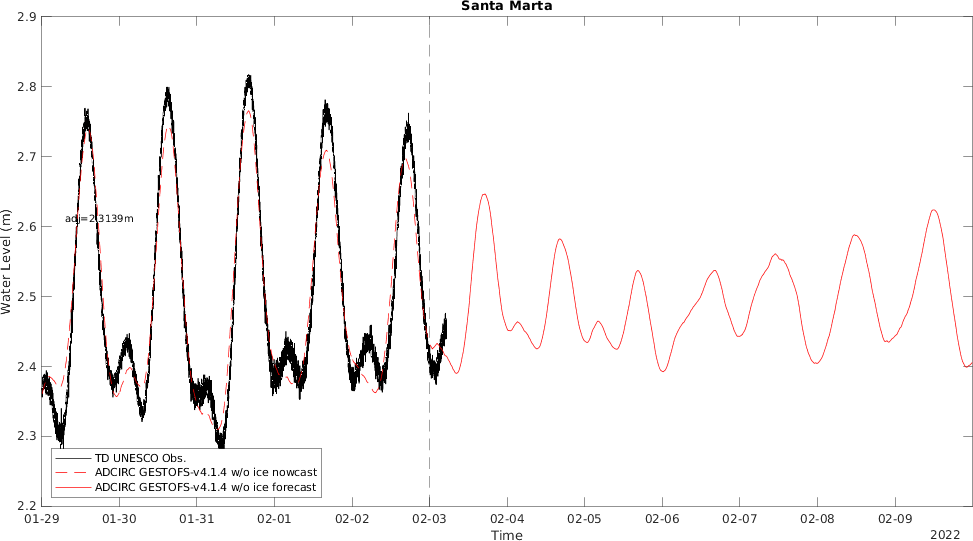 Santa Marta
Water Level (m)
2.9
2.8
2.7
2.6
2.5
2.4
2.3
2.2
adj=2.3139m
TD UNESCO Obs.
ADCIRC GESTOFS-v4.1.4 w/o ice nowcast
ADCIRC GESTOFS-v4.1.4 w/o ice forecast
01-29 01-30 01-31 02-01 02-02 02-03 02-04 02-05 02-06 02-07 02-08 02-09
Time
2022